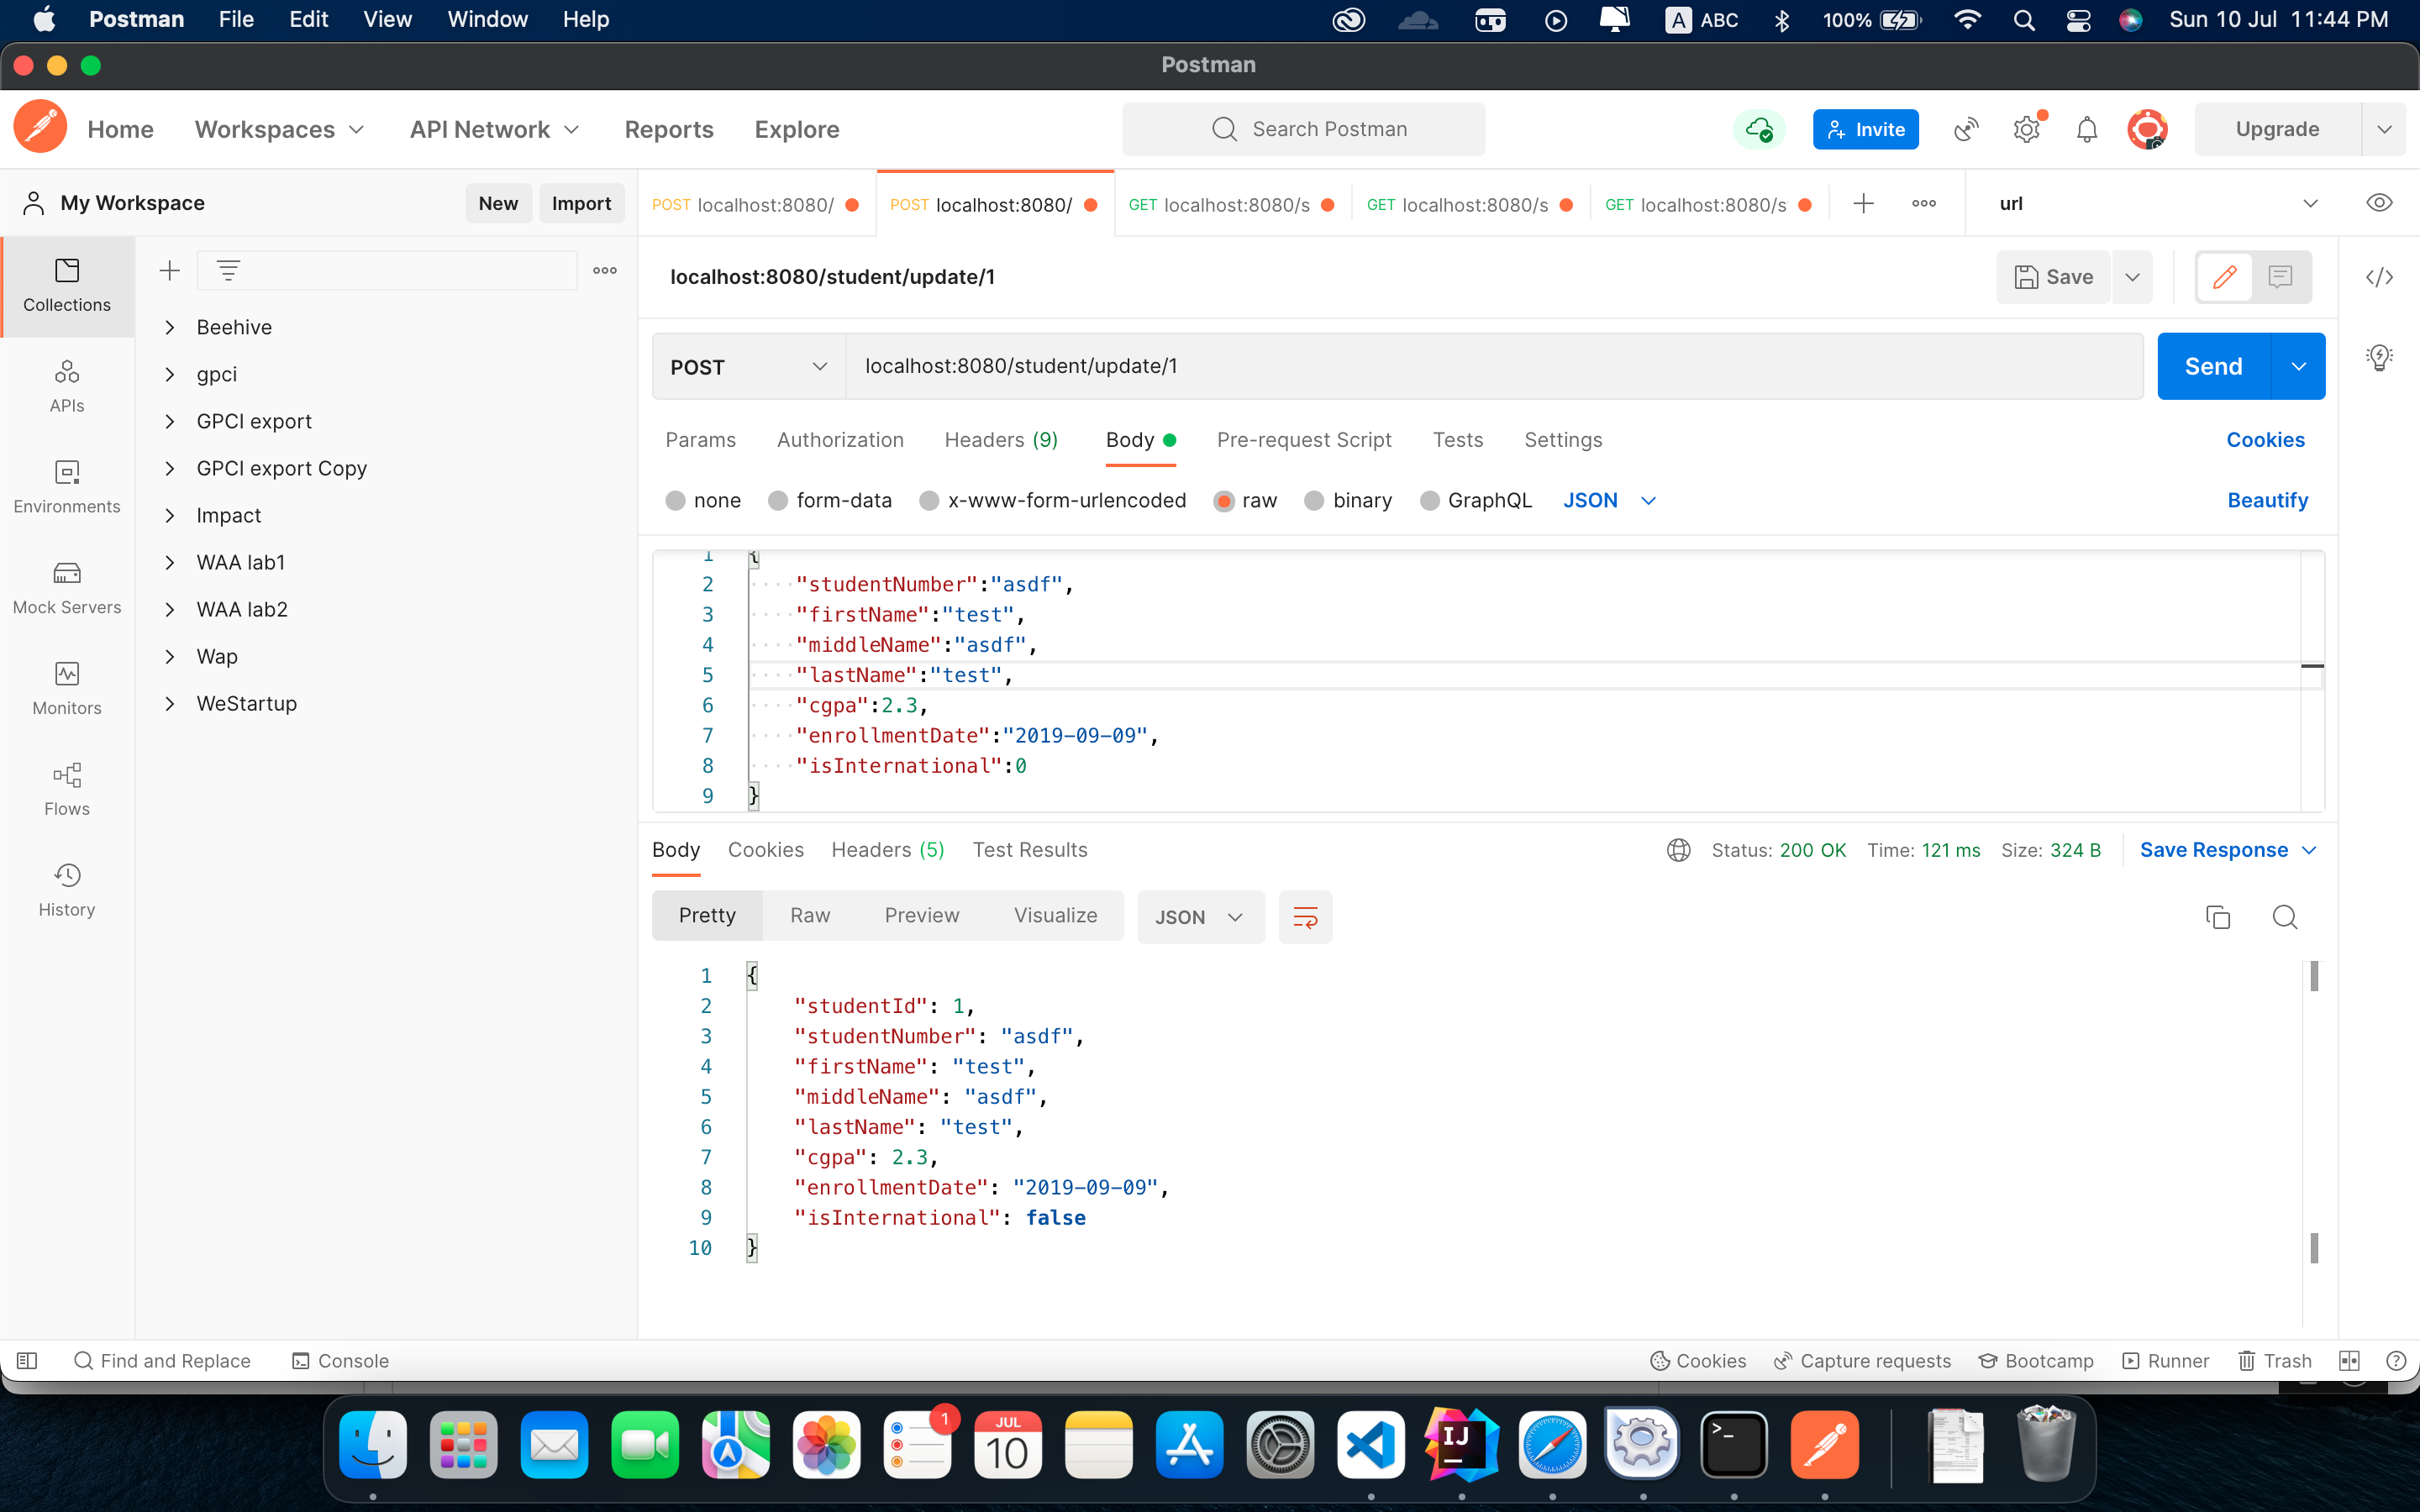 Postman File Edit View Window Help A ABC 100% Sun 10 Jul 11:44 PM
Postman
Home Workspaces API Network Reports Explore Search Postman Invite Upgrade
My Workspace New Import POST localhost:8080/ POST localhost:8080/ GET localhost:8080/s GET localhost:8080/s GET localhost:8080/s url
Collections
APIs
Environments
Mock Servers
Monitors
Flows
History
Beehive
gpci
GPCI export
GPCI export Copy
Impact
WAA lab1
WAA lab2
Wap
WeStartup
localhost:8080/student/update/1 Save
POST localhost:8080/student/update/1 Send
Params Authorization Headers (9) Body Pre-request Script Tests Settings Cookies
none form-data x-www-form-urlencoded raw binary GraphQL JSON Beautify
1 {
2 "studentNumber":"asdf",
3 "firstName":"test",
4 "middleName":"asdf",
5 "lastName":"test",
6 "cgpa":2.3,
7 "enrollmentDate":"2019-09-09",
8 "isInternational":0
9 }
Body Cookies Headers (5) Test Results Status: 200 OK Time: 121 ms Size: 324 B Save Response
Pretty Raw Preview Visualize JSON
1 {
2 "studentId": 1,
3 "studentNumber": "asdf",
4 "firstName": "test",
5 "middleName": "asdf",
6 "lastName": "test",
7 "cgpa": 2.3,
8 "enrollmentDate": "2019-09-09",
9 "isInternational": false
10 }
Find and Replace Console Cookies Capture requests Bootcamp Runner Trash
1
JUL
10
IJ